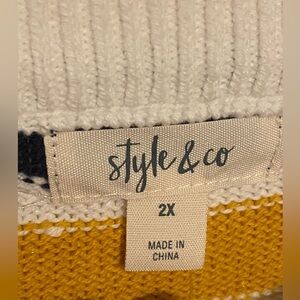 style & co
2X
MADE IN
CHINA